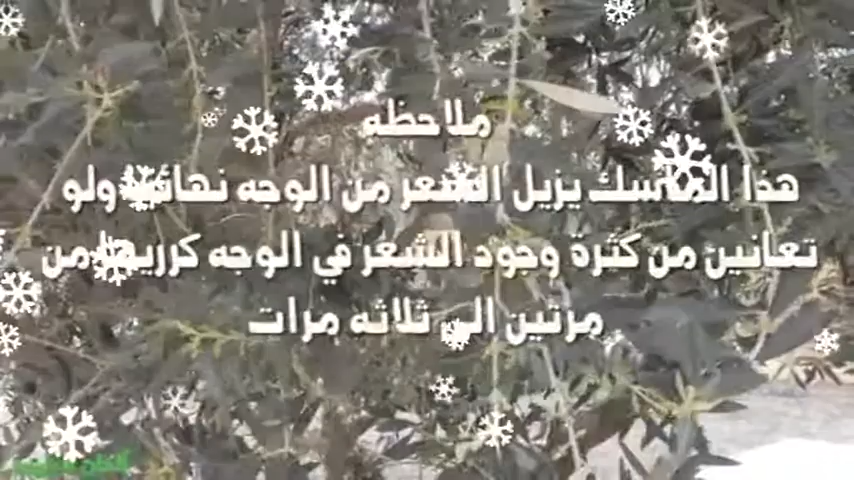 ملاحظه
هذا الماسك يزيل الشعر من الوجه نهائيا ولو
تعانين من كثرة وجود الشعر في الوجه كرريها من
مرتين الى ثلاثه مرات